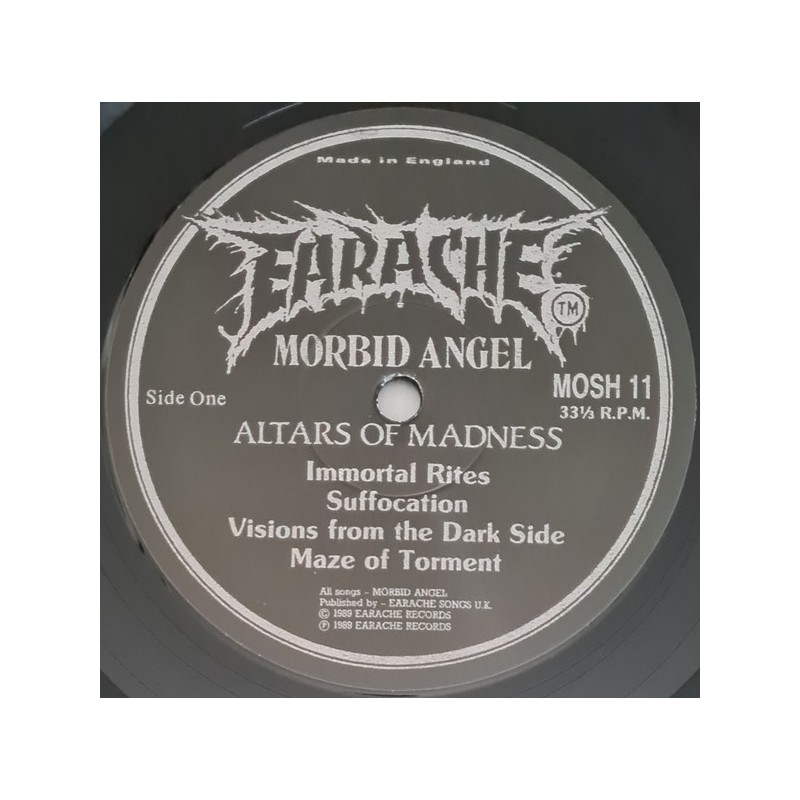 Made in England
EARACHE
TM
MORBID ANGEL
Side One
MOSH 11
33⅓ R.P.M.
ALTARS OF MADNESS
Immortal Rites
Suffocation
Visions from the Dark Side
Maze of Torment
All songs – MORBID ANGEL
Published by – EARACHE SONGS U.K.
© 1989 EARACHE RECORDS
℗ 1989 EARACHE RECORDS